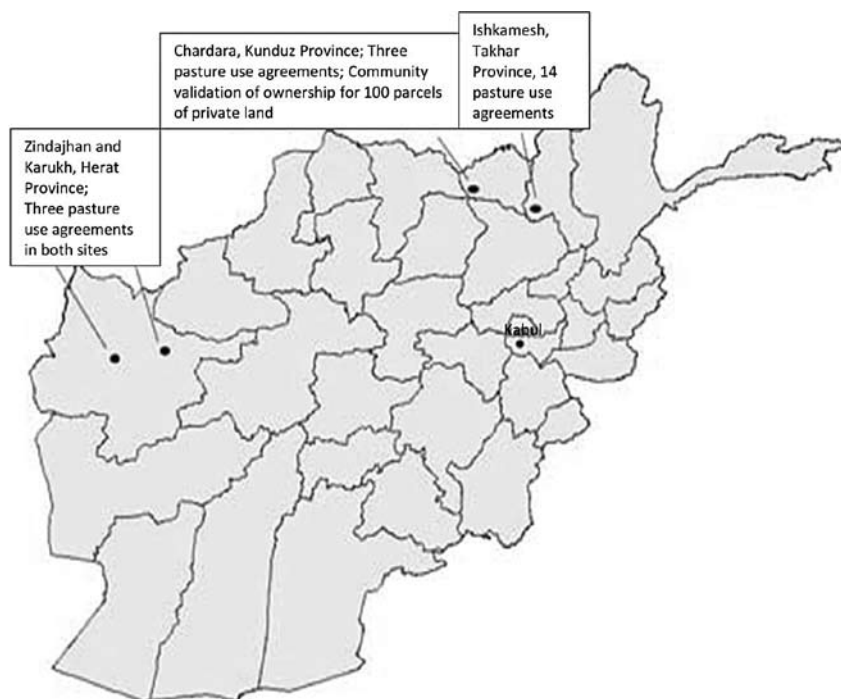 Chardara, Kunduz Province; Three
pasture use agreements; Community
validation of ownership for 100 parcels
of private land
Ishkamesh,
Takhar
Province, 14
pasture use
agreements
Zindajhan and
Karukh, Herat
Province;
Three pasture
use agreements
in both sites
Kabul